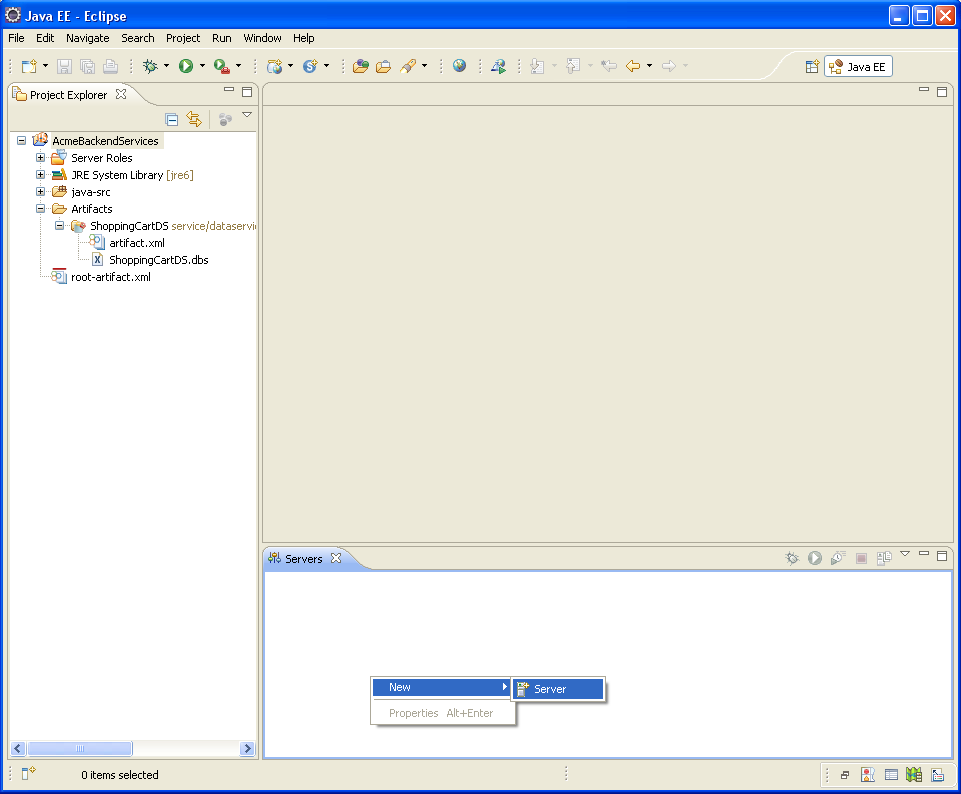 Java EE - Eclipse
File Edit Navigate Search Project Run Window Help
Java EE
Project Explorer
AcmeBackendServices
Server Roles
JRE System Library [jre6]
java-src
Artifacts
ShoppingCartDS service/dataservi
artifact.xml
ShoppingCartDS.dbs
root-artifact.xml
Servers
New
Server
Properties Alt+Enter
0 items selected